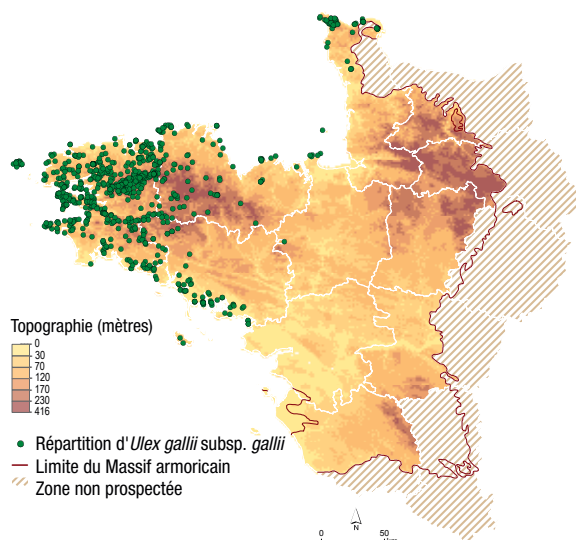 Topographie (mètres)
0
30
70
120
170
230
416
Répartition d'Ulex gallii subsp. gallii
Limite du Massif armoricain
Zone non prospectée
N
0 50
km